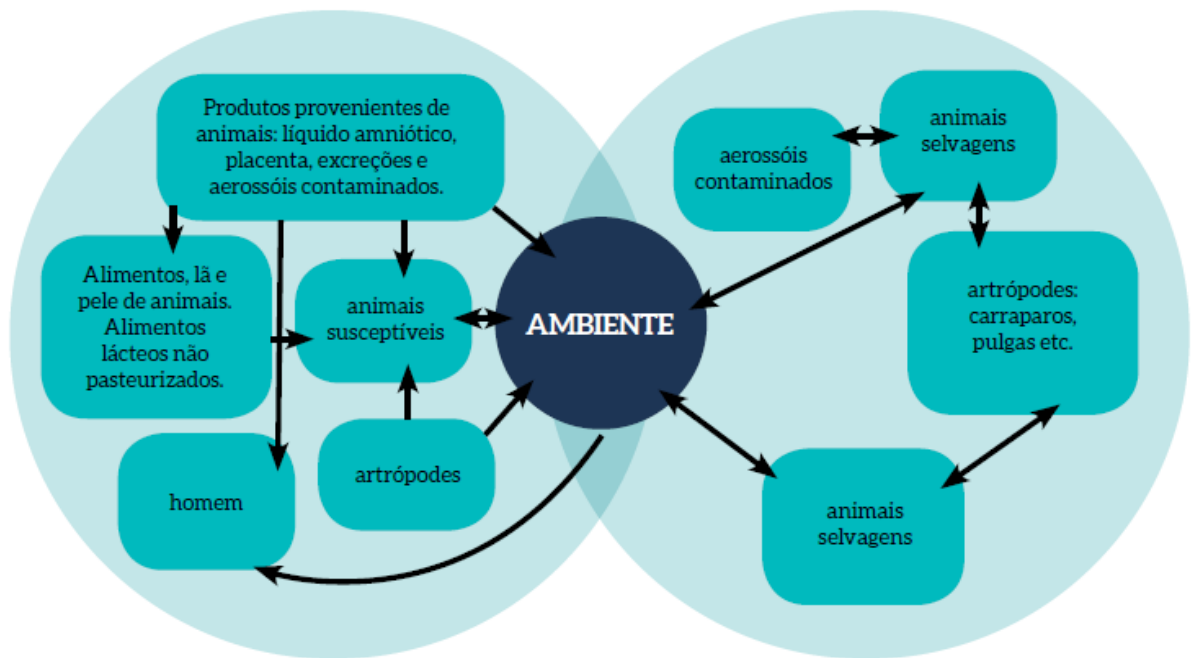 Produtos provenientes de
animais: líquido amniótico,
placenta, excreções e
aerossóis contaminados.
Alimentos, lã e
pele de animais.
Alimentos
lácteos não
pasteurizados.
animais
susceptíveis
homem
artrópodes
AMBIENTE
aerossóis
contaminados
animais
selvagens
artrópodes:
carraparos,
pulgas etc.
animais
selvagens